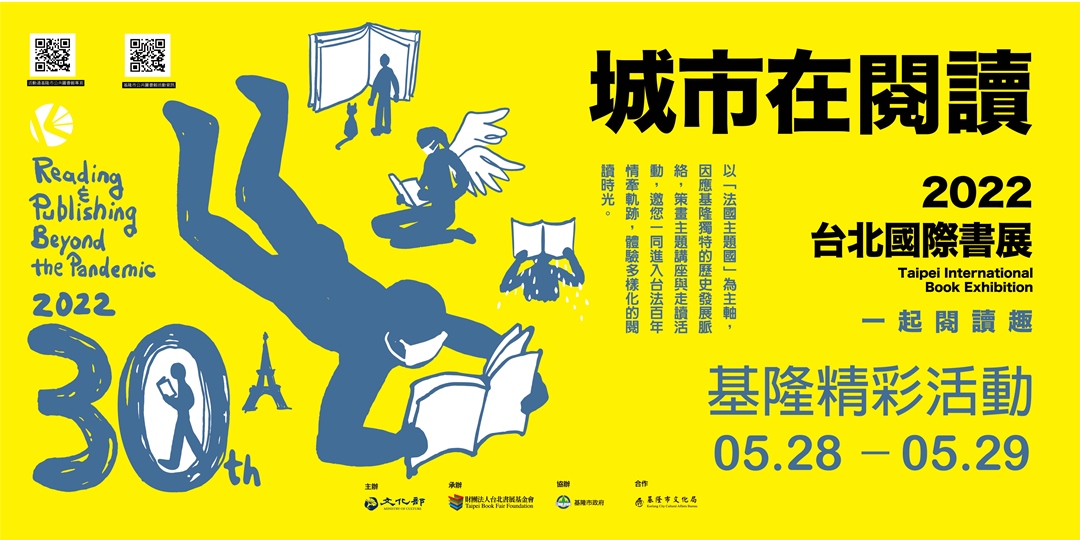 Reading
&
Publishing
Beyond
the Pandemic
2022
30th
城市在閱讀
以「法國主題國」為主軸，
因應基隆獨特的歷史發展脈
絡，策畫主題講座與走讀活
動，邀您一同進入台法百年
情牽軌跡，體驗多樣化的閱
讀時光。
2022
台北國際書展
Taipei International
Book Exhibition
一起閱讀趣
基隆精彩活動
05.28 – 05.29
主辦
文化部
MINISTRY OF CULTURE
承辦
財團法人台北書展基金會
Taipei Book Fair Foundation
協辦
基隆市政府
合作
基隆市文化局
Keelung City Cultural Affairs Bureau